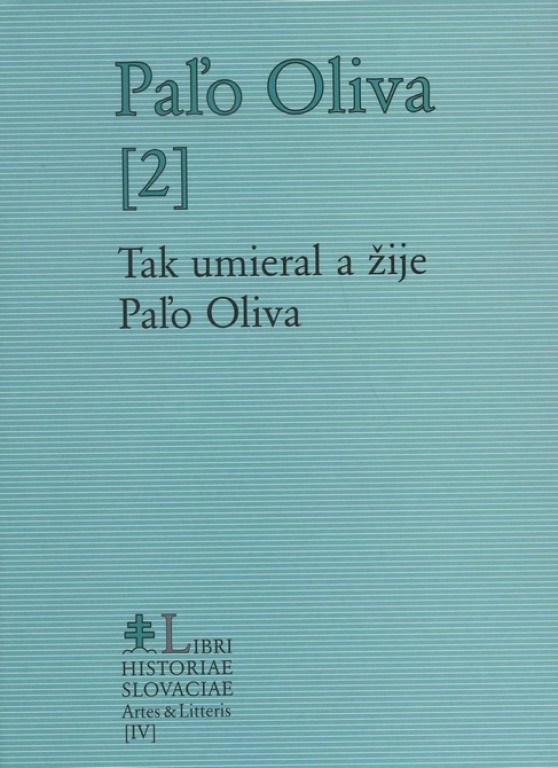 Paľo Oliva
[2]
Tak umieral a žije
Paľo Oliva
LIBRI
HISTORIAE
SLOVACIAE
Artes & Litteris
[IV]